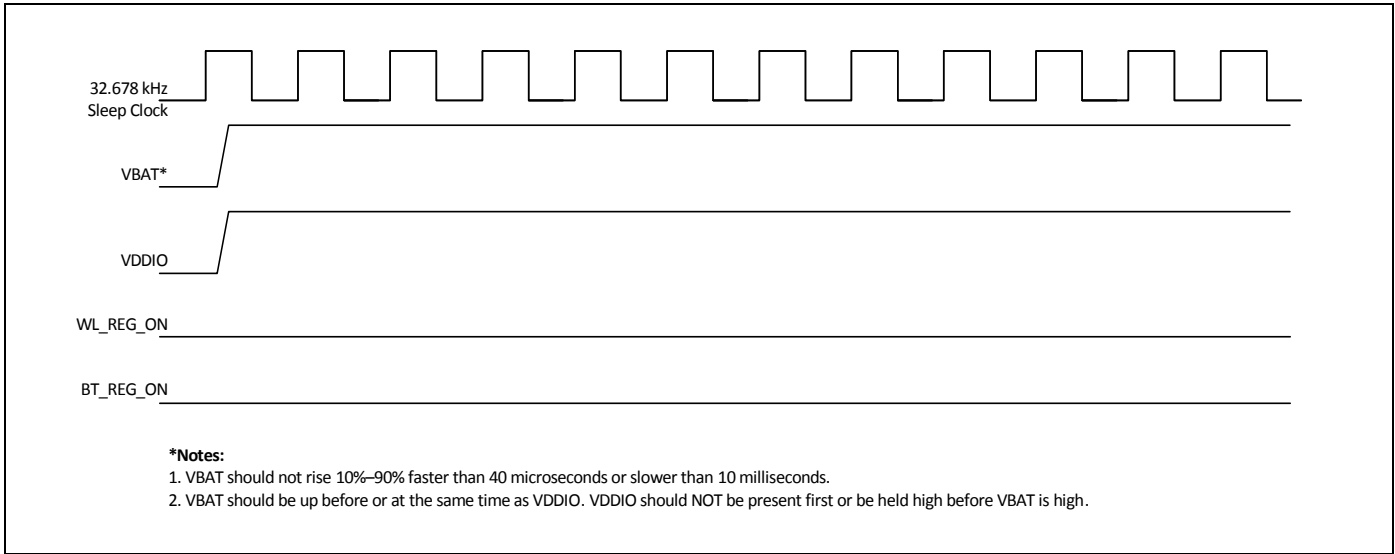 32.678 kHz
Sleep Clock
VBAT*
VDDIO
WL_REG_ON
BT_REG_ON
*Notes:
1. VBAT should not rise 10%–90% faster than 40 microseconds or slower than 10 milliseconds.
2. VBAT should be up before or at the same time as VDDIO. VDDIO should NOT be present first or be held high before VBAT is high.